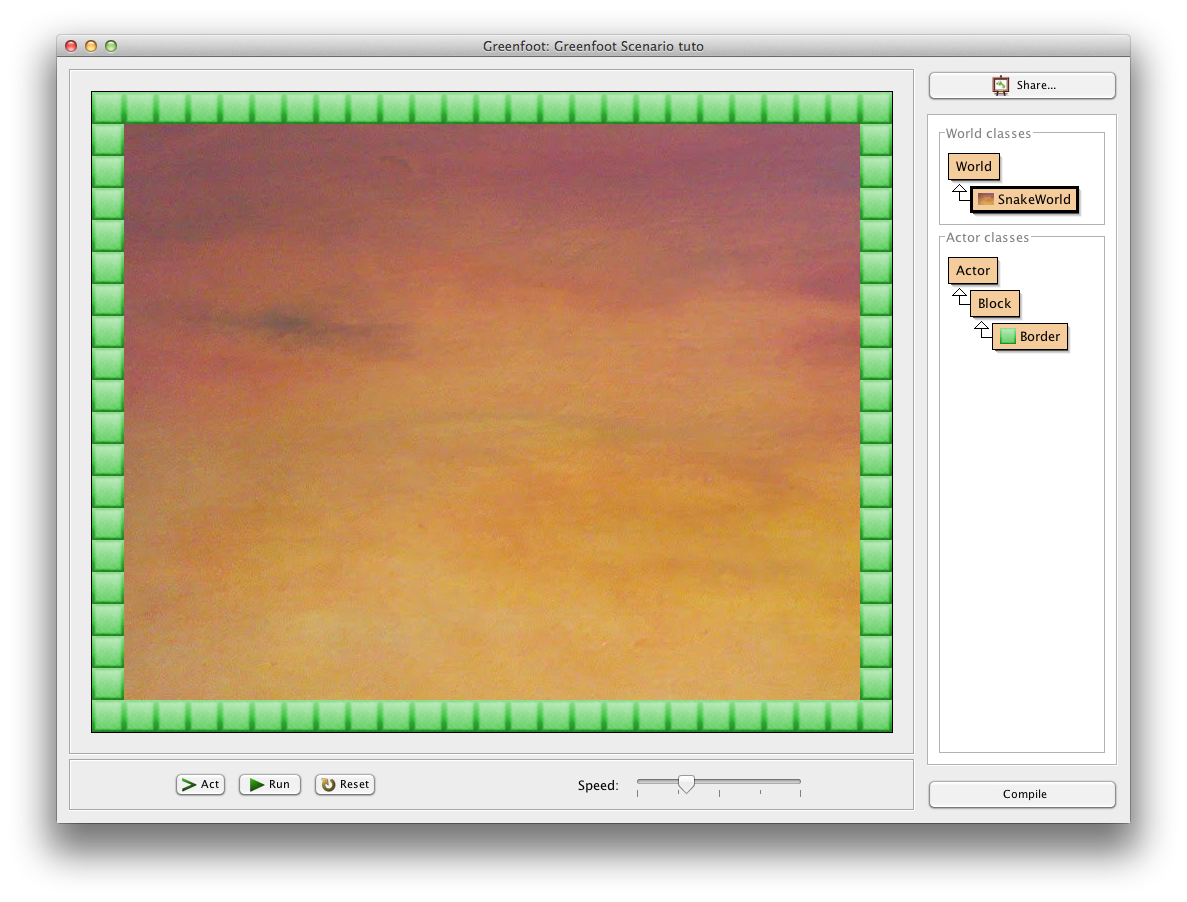 Greenfoot: Greenfoot Scenario tuto
Share...
World classes
World
SnakeWorld
Actor classes
Actor
Block
Border
Act
Run
Reset
Speed:
Compile